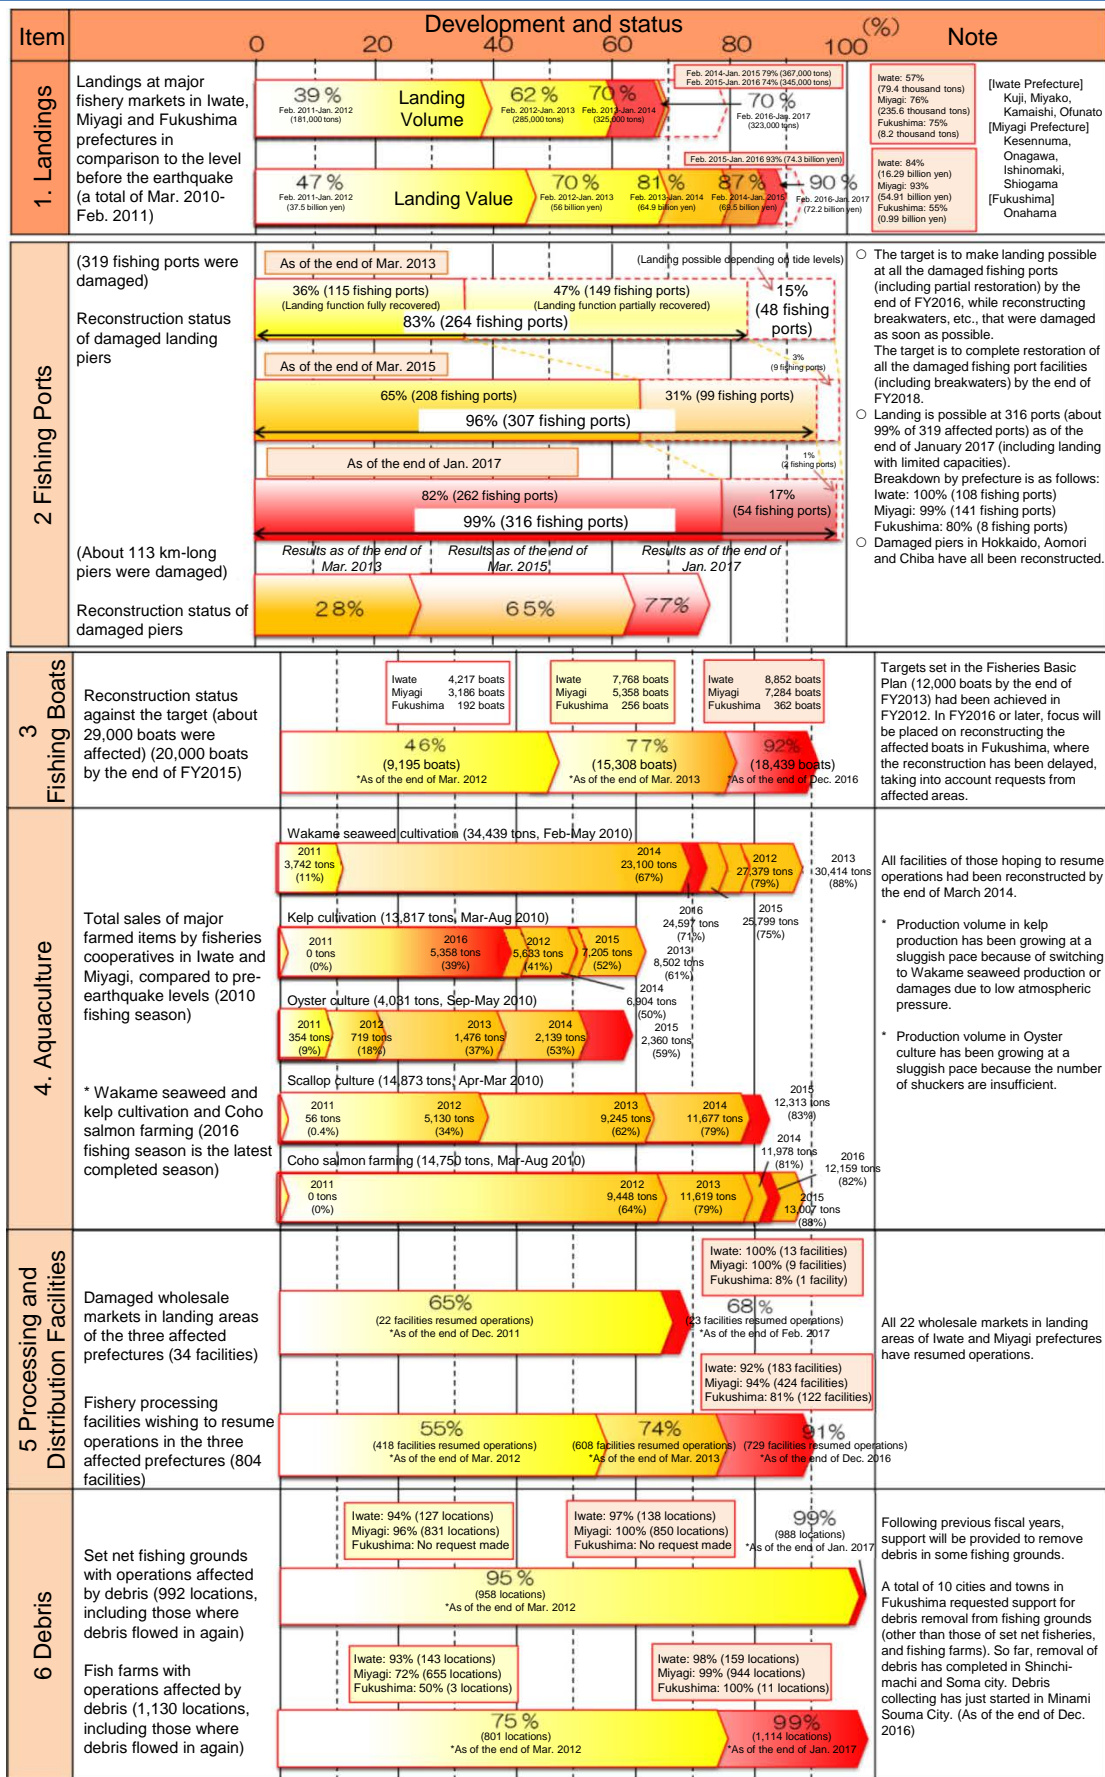 Item
Development and status
(%)
0
20
40
60
80
100
Note
1. Landings
Landings at major
fishery markets in Iwate,
Miyagi and Fukushima
prefectures in
comparison to the level
before the earthquake
(a total of Mar. 2010-
Feb. 2011)
Feb. 2014-Jan. 2015 79% (367,000 tons)
Feb. 2015-Jan. 2016 74% (345,000 tons)
39 %
Feb. 2011-Jan. 2012
(181,000 tons)
Landing
Volume
62 %
Feb. 2012-Jan. 2013
(285,000 tons)
70 %
Feb. 2013-Jan. 2014
(325,000 tons)
70 %
Feb. 2016-Jan. 2017
(323,000 tons)
Feb. 2015-Jan. 2016 93% (74.3 billion yen)
47 %
Feb. 2011-Jan. 2012
(37.5 billion yen)
Landing Value
70 %
Feb. 2012-Jan. 2013
(56 billion yen)
81 %
Feb. 2013-Jan. 2014
(64.9 billion yen)
87 %
Feb. 2014-Jan. 2015
(69.5 billion yen)
90 %
Feb. 2016-Jan. 2017
(72.2 billion yen)
Iwate: 57%
(79.4 thousand tons)
Miyagi: 76%
(235.6 thousand tons)
Fukushima: 75%
(8.2 thousand tons)
Iwate: 84%
(16.29 billion yen)
Miyagi: 93%
(54.91 billion yen)
Fukushima: 55%
(0.99 billion yen)
[Iwate Prefecture]
Kuji, Miyako,
Kamaishi, Ofunato
[Miyagi Prefecture]
Kesennuma,
Onagawa,
Ishinomaki,
Shiogama
[Fukushima]
Onahama
2 Fishing Ports
(319 fishing ports were
damaged)
Reconstruction status
of damaged landing
piers
As of the end of Mar. 2013
(Landing possible depending on tide levels)
36% (115 fishing ports)
(Landing function fully recovered)
47% (149 fishing ports)
(Landing function partially recovered)
15%
(48 fishing
ports)
83% (264 fishing ports)
As of the end of Mar. 2015
3%
(9 fishing ports)
65% (208 fishing ports)
31% (99 fishing ports)
96% (307 fishing ports)
As of the end of Jan. 2017
1%
(2 fishing ports)
82% (262 fishing ports)
17%
(54 fishing ports)
99% (316 fishing ports)
(About 113 km-long
piers were damaged)
Reconstruction status of
damaged piers
Results as of the end of
Mar. 2013
Results as of the end of
Mar. 2015
Results as of the end of
Jan. 2017
28%
65%
77%
○ The target is to make landing possible
at all the damaged fishing ports
(including partial restoration) by the
end of FY2016, while reconstructing
breakwaters, etc., that were damaged
as soon as possible.
The target is to complete restoration of
all the damaged fishing port facilities
(including breakwaters) by the end of
FY2018.
○ Landing is possible at 316 ports (about
99% of 319 affected ports) as of the
end of January 2017 (including landing
with limited capacities).
Breakdown by prefecture is as follows:
Iwate: 100% (108 fishing ports)
Miyagi: 99% (141 fishing ports)
Fukushima: 80% (8 fishing ports)
○ Damaged piers in Hokkaido, Aomori
and Chiba have all been reconstructed.
3
Fishing Boats
Reconstruction status
against the target (about
29,000 boats were
affected) (20,000 boats
by the end of FY2015)
Iwate 4,217 boats
Miyagi 3,186 boats
Fukushima 192 boats
Iwate 7,768 boats
Miyagi 5,358 boats
Fukushima 256 boats
Iwate 8,852 boats
Miyagi 7,284 boats
Fukushima 362 boats
46%
(9,195 boats)
*As of the end of Mar. 2012
77%
(15,308 boats)
*As of the end of Mar. 2013
92%
(18,439 boats)
*As of the end of Dec. 2016
Targets set in the Fisheries Basic
Plan (12,000 boats by the end of
FY2013) had been achieved in
FY2012. In FY2016 or later, focus will
be placed on reconstructing the
affected boats in Fukushima, where
the reconstruction has been delayed,
taking into account requests from
affected areas.
4. Aquaculture
Total sales of major
farmed items by fisheries
cooperatives in Iwate and
Miyagi, compared to pre-
earthquake levels (2010
fishing season)
* Wakame seaweed and
kelp cultivation and Coho
salmon farming (2016
fishing season is the latest
completed season)
Wakame seaweed cultivation (34,439 tons, Feb-May 2010)
2011
3,742 tons
(11%)
2014
23,100 tons
(67%)
2016
24,597 tons
(71%)
2015
25,799 tons
(75%)
2012
27,379 tons
(79%)
2013
30,414 tons
(88%)
Kelp cultivation (13,817 tons, Mar-Aug 2010)
2011
0 tons
(0%)
2016
5,358 tons
(39%)
2012
5,633 tons
(41%)
2014
6,904 tons
(50%)
2015
7,205 tons
(52%)
2013
8,502 tons
(61%)
Oyster culture (4,031 tons, Sep-May 2010)
2011
354 tons
(9%)
2012
719 tons
(18%)
2013
1,476 tons
(37%)
2014
2,139 tons
(53%)
2015
2,360 tons
(59%)
Scallop culture (14,873 tons, Apr-Mar 2010)
2011
56 tons
(0.4%)
2012
5,130 tons
(34%)
2013
9,245 tons
(62%)
2014
11,677 tons
(79%)
2015
12,313 tons
(83%)
Coho salmon farming (14,750 tons, Mar-Aug 2010)
2011
0 tons
(0%)
2012
9,448 tons
(64%)
2013
11,619 tons
(79%)
2014
11,978 tons
(81%)
2016
12,159 tons
(82%)
2015
13,007 tons
(88%)
All facilities of those hoping to resume
operations had been reconstructed by
the end of March 2014.
* Production volume in kelp
production has been growing at a
sluggish pace because of switching
to Wakame seaweed production or
damages due to low atmospheric
pressure.
* Production volume in Oyster
culture has been growing at a
sluggish pace because the number
of shuckers are insufficient.
5 Processing and
Distribution Facilities
Damaged wholesale
markets in landing areas
of the three affected
prefectures (34 facilities)
Iwate: 100% (13 facilities)
Miyagi: 100% (9 facilities)
Fukushima: 8% (1 facility)
65%
(22 facilities resumed operations)
*As of the end of Dec. 2011
68 %
(23 facilities resumed operations)
*As of the end of Feb. 2017
Fishery processing
facilities wishing to resume
operations in the three
affected prefectures (804
facilities)
Iwate: 92% (183 facilities)
Miyagi: 94% (424 facilities)
Fukushima: 81% (122 facilities)
55%
(418 facilities resumed operations)
*As of the end of Mar. 2012
74%
(608 facilities resumed operations)
*As of the end of Mar. 2013
91%
(729 facilities resumed operations)
*As of the end of Dec. 2016
All 22 wholesale markets in landing
areas of Iwate and Miyagi prefectures
have resumed operations.
6 Debris
Set net fishing grounds
with operations affected
by debris (992 locations,
including those where
debris flowed in again)
Iwate: 94% (127 locations)
Miyagi: 96% (831 locations)
Fukushima: No request made
Iwate: 97% (138 locations)
Miyagi: 100% (850 locations)
Fukushima: No request made
99%
(988 locations)
*As of the end of Jan. 2017
95 %
(958 locations)
*As of the end of Mar. 2012
Fish farms with
operations affected by
debris (1,130 locations,
including those where
debris flowed in again)
Iwate: 93% (143 locations)
Miyagi: 72% (655 locations)
Fukushima: 50% (3 locations)
Iwate: 98% (159 locations)
Miyagi: 99% (944 locations)
Fukushima: 100% (11 locations)
75 %
(801 locations)
*As of the end of Mar. 2012
99%
(1,114 locations)
*As of the end of Jan. 2017
Following previous fiscal years,
support will be provided to remove
debris in some fishing grounds.
A total of 10 cities and towns in
Fukushima requested support for
debris removal from fishing grounds
(other than those of set net fisheries,
and fishing farms). So far, removal of
debris has completed in Shinchi-
machi and Soma city. Debris
collecting has just started in Minami
Souma City. (As of the end of Dec.
2016)